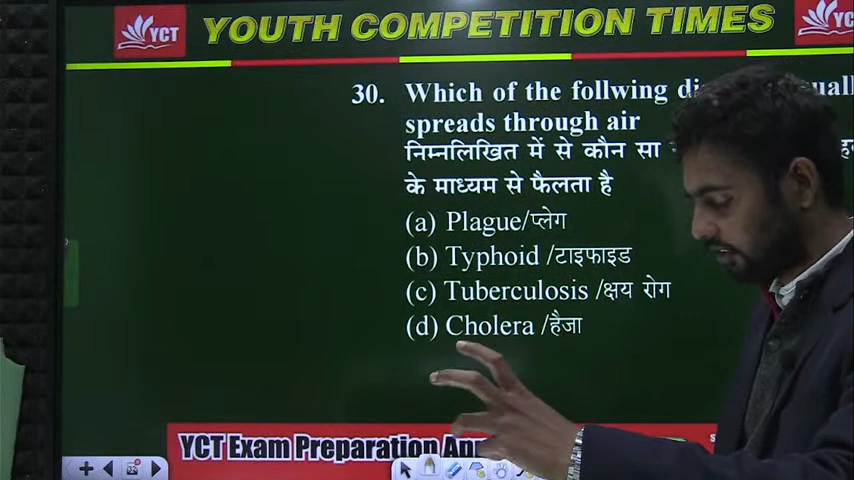 YCT
YOUTH COMPETITION TIMES
YCT
30. Which of the follwing
spreads through air
निम्नलिखित में से कौन सा
के माध्यम से फैलता है
(a) Plague/प्लेग
(b) Typhoid /टाइफाइड
(c) Tuberculosis /क्षय रोग
(d) Cholera /हैजा
YCT Exam Preparation